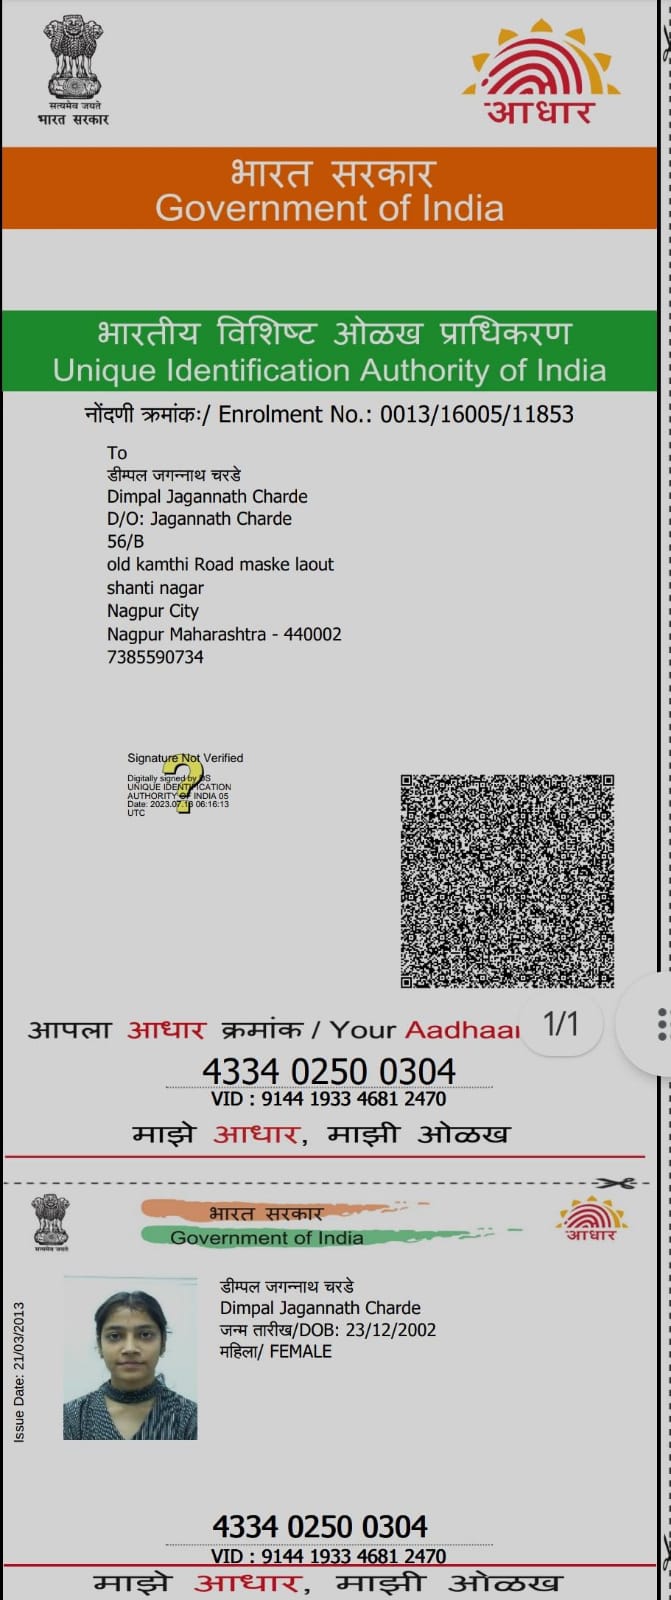 सत्यमेव जयते
भारत सरकार
आधार
भारत सरकार
Government of India
भारतीय विशिष्ट ओळख प्राधिकरण
Unique Identification Authority of India
नोंदणी क्रमांकः/ Enrolment No.: 0013/16005/11853
To
डीम्पल जगन्नाथ चरडे
Dimpal Jagannath Charde
D/O: Jagannath Charde
56/B
old kamthi Road maske laout
shanti nagar
Nagpur City
Nagpur Maharashtra - 440002
7385590734
Signature Not Verified
Digitally signed by DS
UNIQUE IDENTIFICATION
AUTHORITY OF INDIA 05
Date: 2023.07.18 06:16:13
UTC
आपला आधार क्रमांक / Your Aadhaar
1/1
4334 0250 0304
VID : 9144 1933 4681 2470
माझे आधार, माझी ओळख
सत्यमेव जयते
भारत सरकार
Government of India
आधार
Issue Date: 21/03/2013
डीम्पल जगन्नाथ चरडे
Dimpal Jagannath Charde
जन्म तारीख/DOB: 23/12/2002
महिला/ FEMALE
4334 0250 0304
VID : 9144 1933 4681 2470
माझे आधार, माझी ओळख